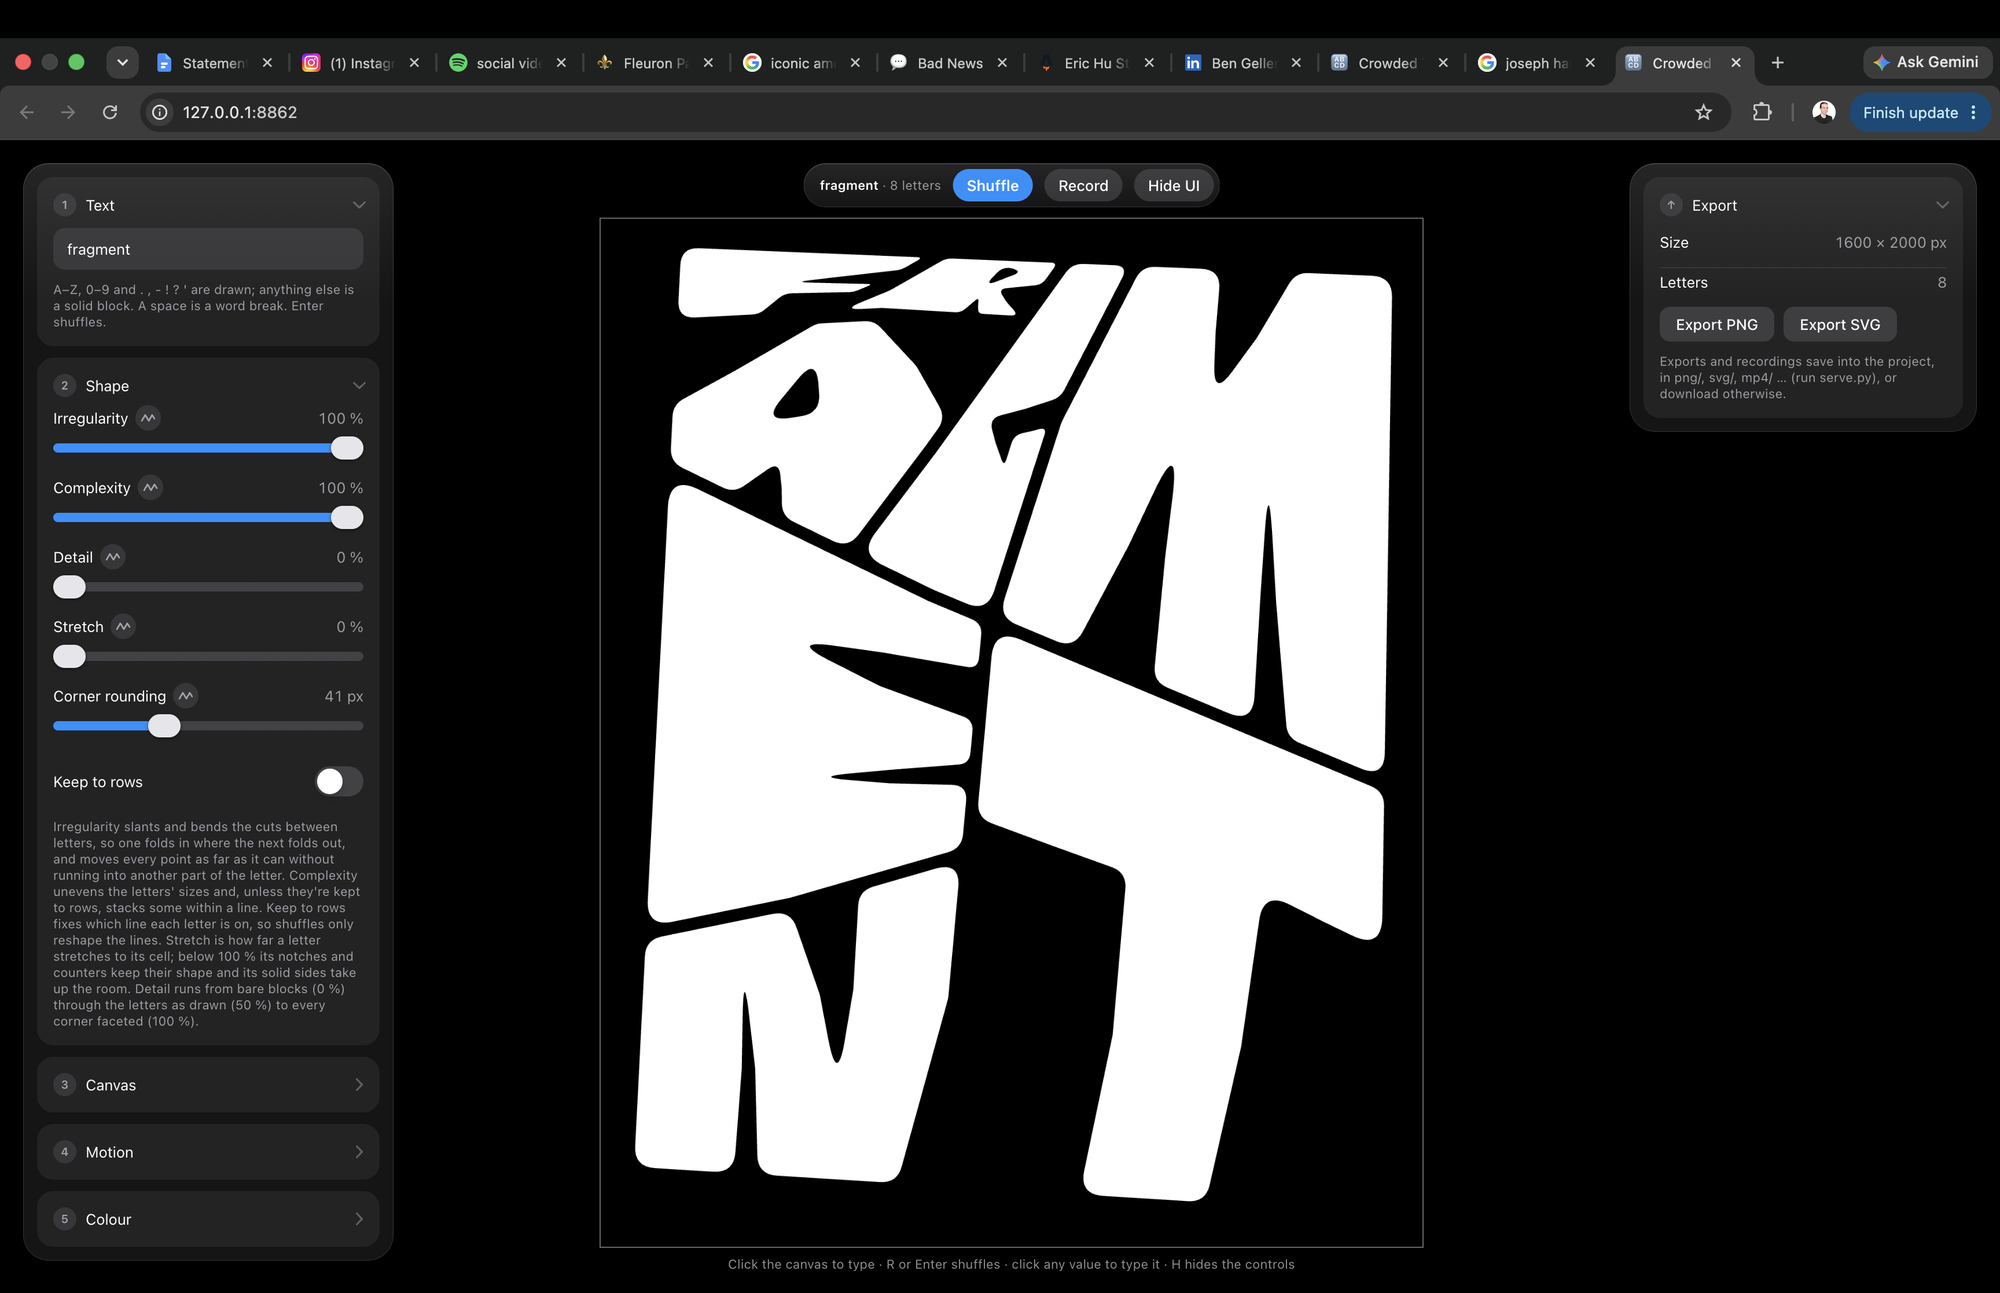 Statemen
(1) Instagr
social vid
Fleuron P
iconic am
Bad News
Eric Hu St
Ben Gelle
Crowded
joseph ha
Crowded
Ask Gemini
127.0.0.1:8862
Finish update
1 Text
fragment
A–Z, 0–9 and . , - ! ? ' are drawn; anything else is
a solid block. A space is a word break. Enter
shuffles.
2 Shape
Irregularity 100 %
Complexity 100 %
Detail 0 %
Stretch 0 %
Corner rounding 41 px
Keep to rows
Irregularity slants and bends the cuts between
letters, so one folds in where the next folds out,
and moves every point as far as it can without
running into another part of the letter. Complexity
unevens the letters' sizes and, unless they're kept
to rows, stacks some within a line. Keep to rows
fixes which line each letter is on, so shuffles only
reshape the lines. Stretch is how far a letter
stretches to its cell; below 100 % its notches and
counters keep their shape and its solid sides take
up the room. Detail runs from bare blocks (0 %)
through the letters as drawn (50 %) to every
corner faceted (100 %).
3 Canvas
4 Motion
5 Colour
fragment · 8 letters Shuffle Record Hide UI
FRAGM
ENT
Click the canvas to type · R or Enter shuffles · click any value to type it · H hides the controls
Export
Size 1600 × 2000 px
Letters 8
Export PNG Export SVG
Exports and recordings save into the project,
in png/, svg/, mp4/ ... (run serve.py), or
download otherwise.